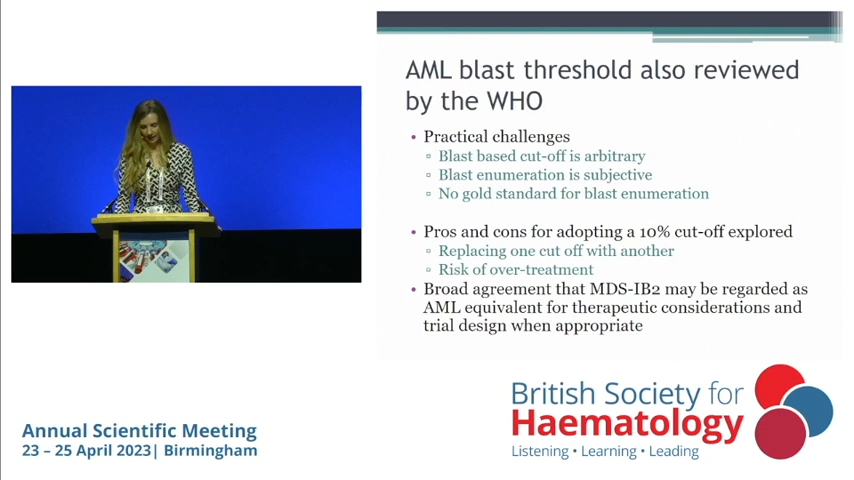 AML blast threshold also reviewed
by the WHO
• Practical challenges
▫ Blast based cut-off is arbitrary
▫ Blast enumeration is subjective
▫ No gold standard for blast enumeration
• Pros and cons for adopting a 10% cut-off explored
▫ Replacing one cut off with another
▫ Risk of over-treatment
• Broad agreement that MDS-IB2 may be regarded as
AML equivalent for therapeutic considerations and
trial design when appropriate
British Society for
Haematology
Listening • Learning • Leading
Annual Scientific Meeting
23 – 25 April 2023| Birmingham